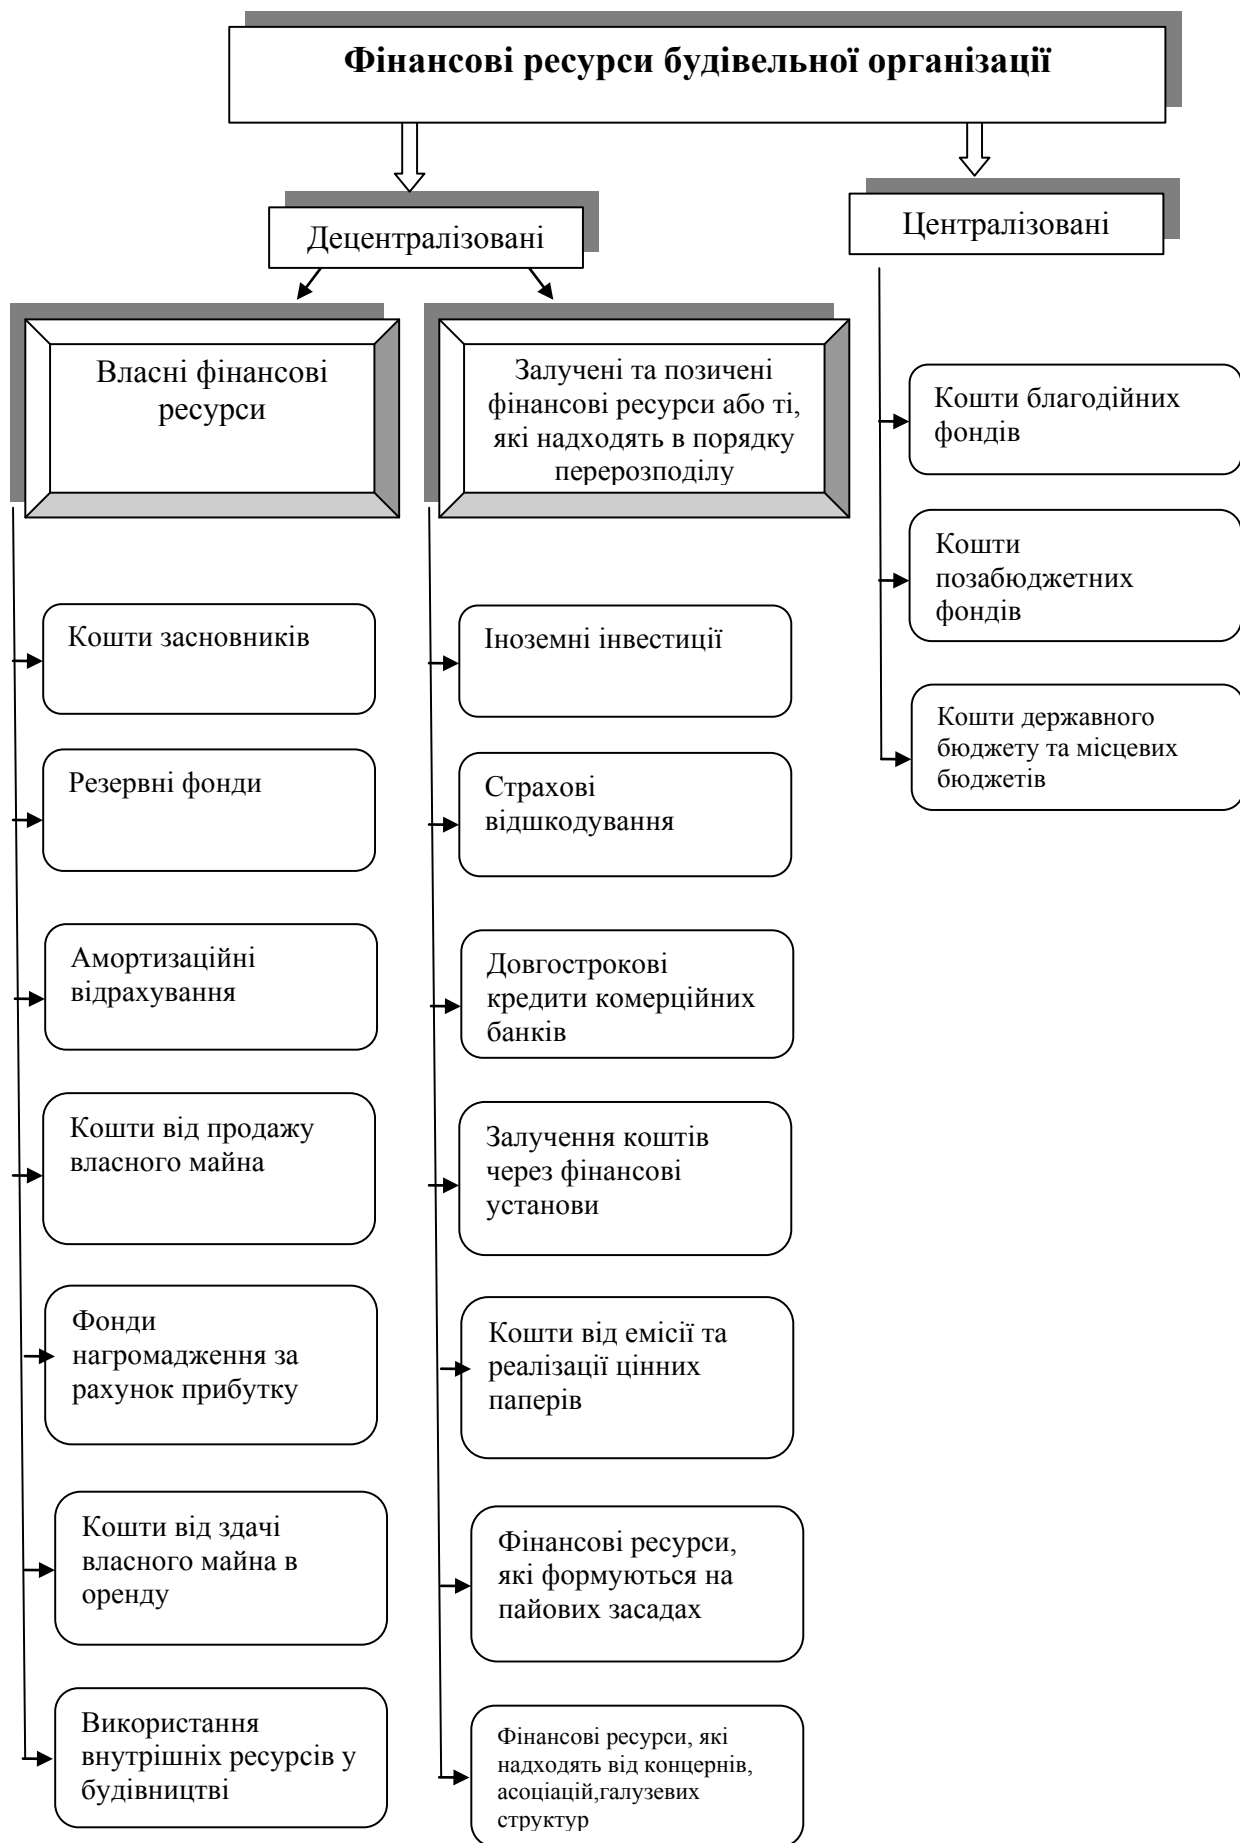 Фінансові ресурси будівельної організації
Децентралізовані
Централізовані
Власні фінансові
ресурси
Залучені та позичені
фінансові ресурси або ті,
які надходять в порядку
перерозподілу
Кошти благодійних
фондів
Кошти
позабюджетних
фондів
Кошти державного
бюджету та місцевих
бюджетів
Кошти засновників
Резервні фонди
Амортизаційні
відрахування
Кошти від продажу
власного майна
Фонди
нагромадження за
рахунок прибутку
Кошти від здачі
власного майна в
оренду
Використання
внутрішніх ресурсів у
будівництві
Іноземні інвестиції
Страхові
відшкодування
Довгострокові
кредити комерційних
банків
Залучення коштів
через фінансові
установи
Кошти від емісії та
реалізації цінних
паперів
Фінансові ресурси,
які формуються на
пайових засадах
Фінансові ресурси, які
надходять від концернів,
асоціацій,галузевих
структур